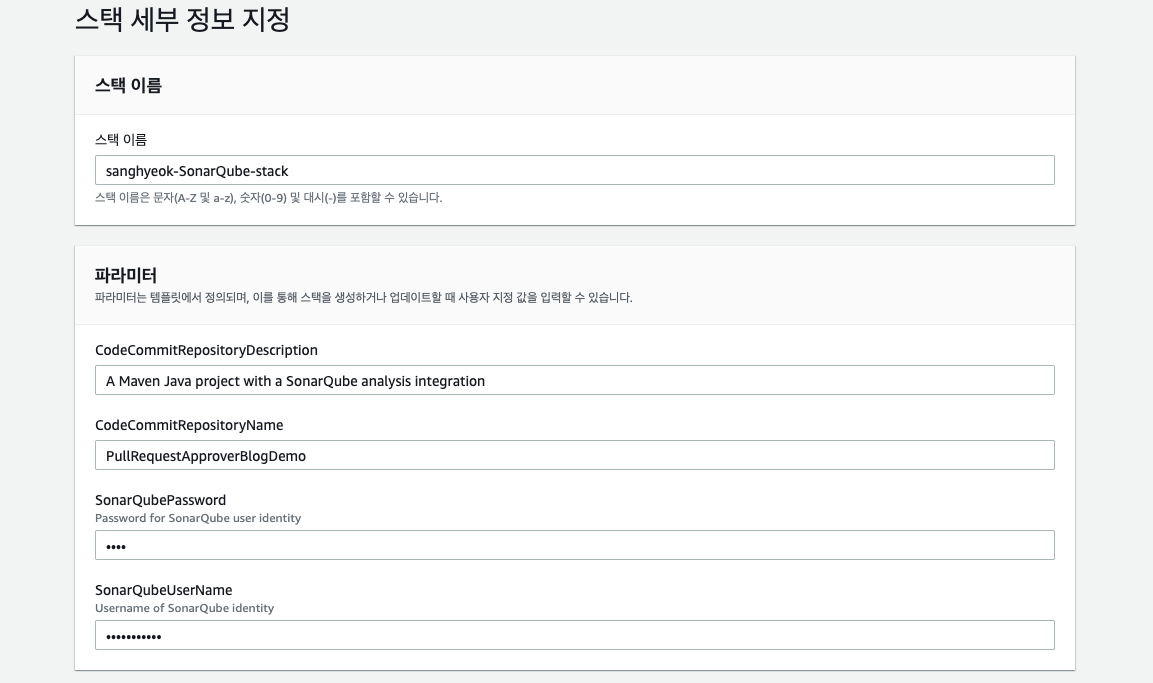 스택 세부 정보 지정
스택 이름
스택 이름
sanghyeok-SonarQube-stack
스택 이름은 문자(A-Z 및 a-z), 숫자(0-9) 및 대시(-)를 포함할 수 있습니다.
파라미터
파라미터는 템플릿에서 정의되며, 이를 통해 스택을 생성하거나 업데이트할 때 사용자 지정 값을 입력할 수 있습니다.
CodeCommitRepositoryDescription
A Maven Java project with a SonarQube analysis integration
CodeCommitRepositoryName
PullRequestApproverBlogDemo
SonarQubePassword
Password for SonarQube user identity
••••
SonarQubeUserName
Username of SonarQube identity
•••••••••••